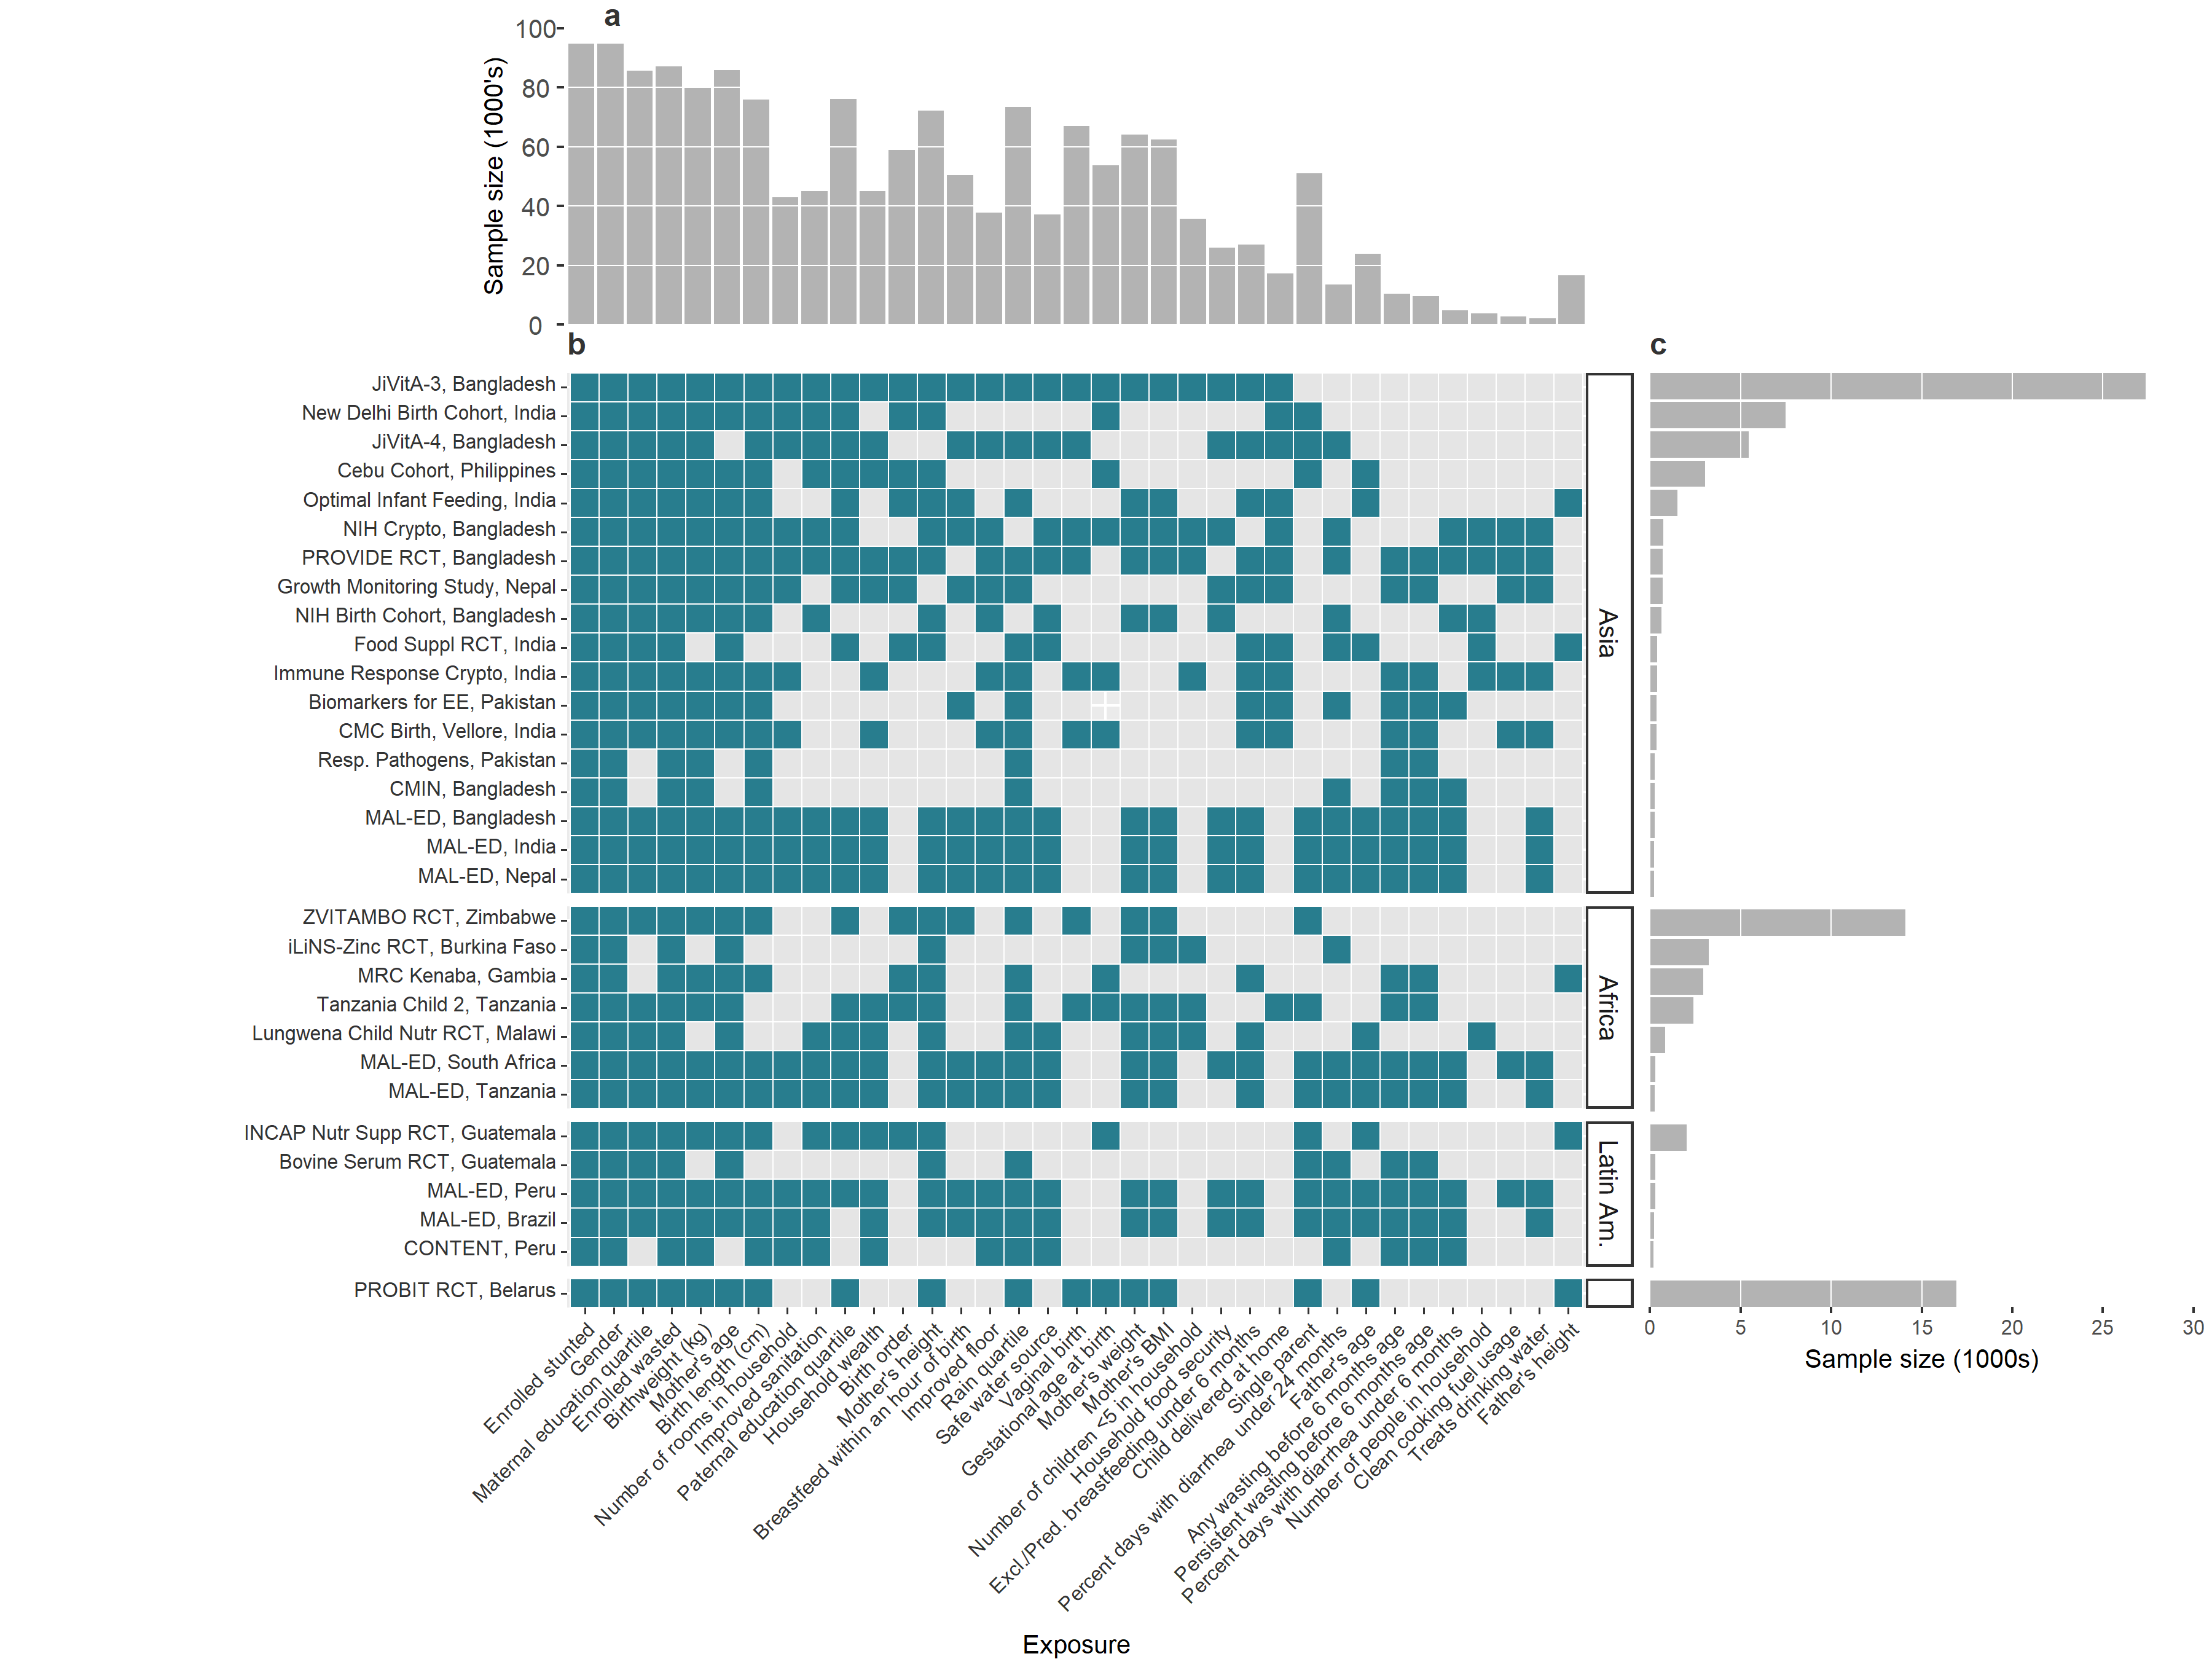 a
100
80
60
40
20
0
Sample size (1000's)
b
c
JiVitA-3, Bangladesh
New Delhi Birth Cohort, India
JiVitA-4, Bangladesh
Cebu Cohort, Philippines
Optimal Infant Feeding, India
NIH Crypto, Bangladesh
PROVIDE RCT, Bangladesh
Growth Monitoring Study, Nepal
NIH Birth Cohort, Bangladesh
Food Suppl RCT, India
Immune Response Crypto, India
Biomarkers for EE, Pakistan
CMC Birth, Vellore, India
Resp. Pathogens, Pakistan
CMIN, Bangladesh
MAL-ED, Bangladesh
MAL-ED, India
MAL-ED, Nepal
Asia
ZVITAMBO RCT, Zimbabwe
iLiNS-Zinc RCT, Burkina Faso
MRC Kenaba, Gambia
Tanzania Child 2, Tanzania
Lungwena Child Nutr RCT, Malawi
MAL-ED, South Africa
MAL-ED, Tanzania
Africa
INCAP Nutr Supp RCT, Guatemala
Bovine Serum RCT, Guatemala
MAL-ED, Peru
MAL-ED, Brazil
CONTENT, Peru
Latin Am.
PROBIT RCT, Belarus
Enrolled stunted
Gender
Maternal education quartile
Enrolled wasted
Birthweight (kg)
Mother's age
Birth length (cm)
Number of rooms in household
Improved sanitation
Paternal education quartile
Household wealth
Birth order
Mother's height
Breastfeed within an hour of birth
Improved floor
Rain quartile
Safe water source
Vaginal birth
Gestational age at birth
Mother's weight
Mother's BMI
Number of children <5 in household
Household food security
Excl./Pred. breastfeeding under 6 months
Child delivered at home
Single parent
Percent days with diarrhea under 24 months
Father's age
Any wasting before 6 months age
Persistent wasting before 6 months age
Percent days with diarrhea under 6 months
Number of people in household
Clean cooking fuel usage
Treats drinking water
Father's height
Exposure
0 5 10 15 20 25 30
Sample size (1000s)